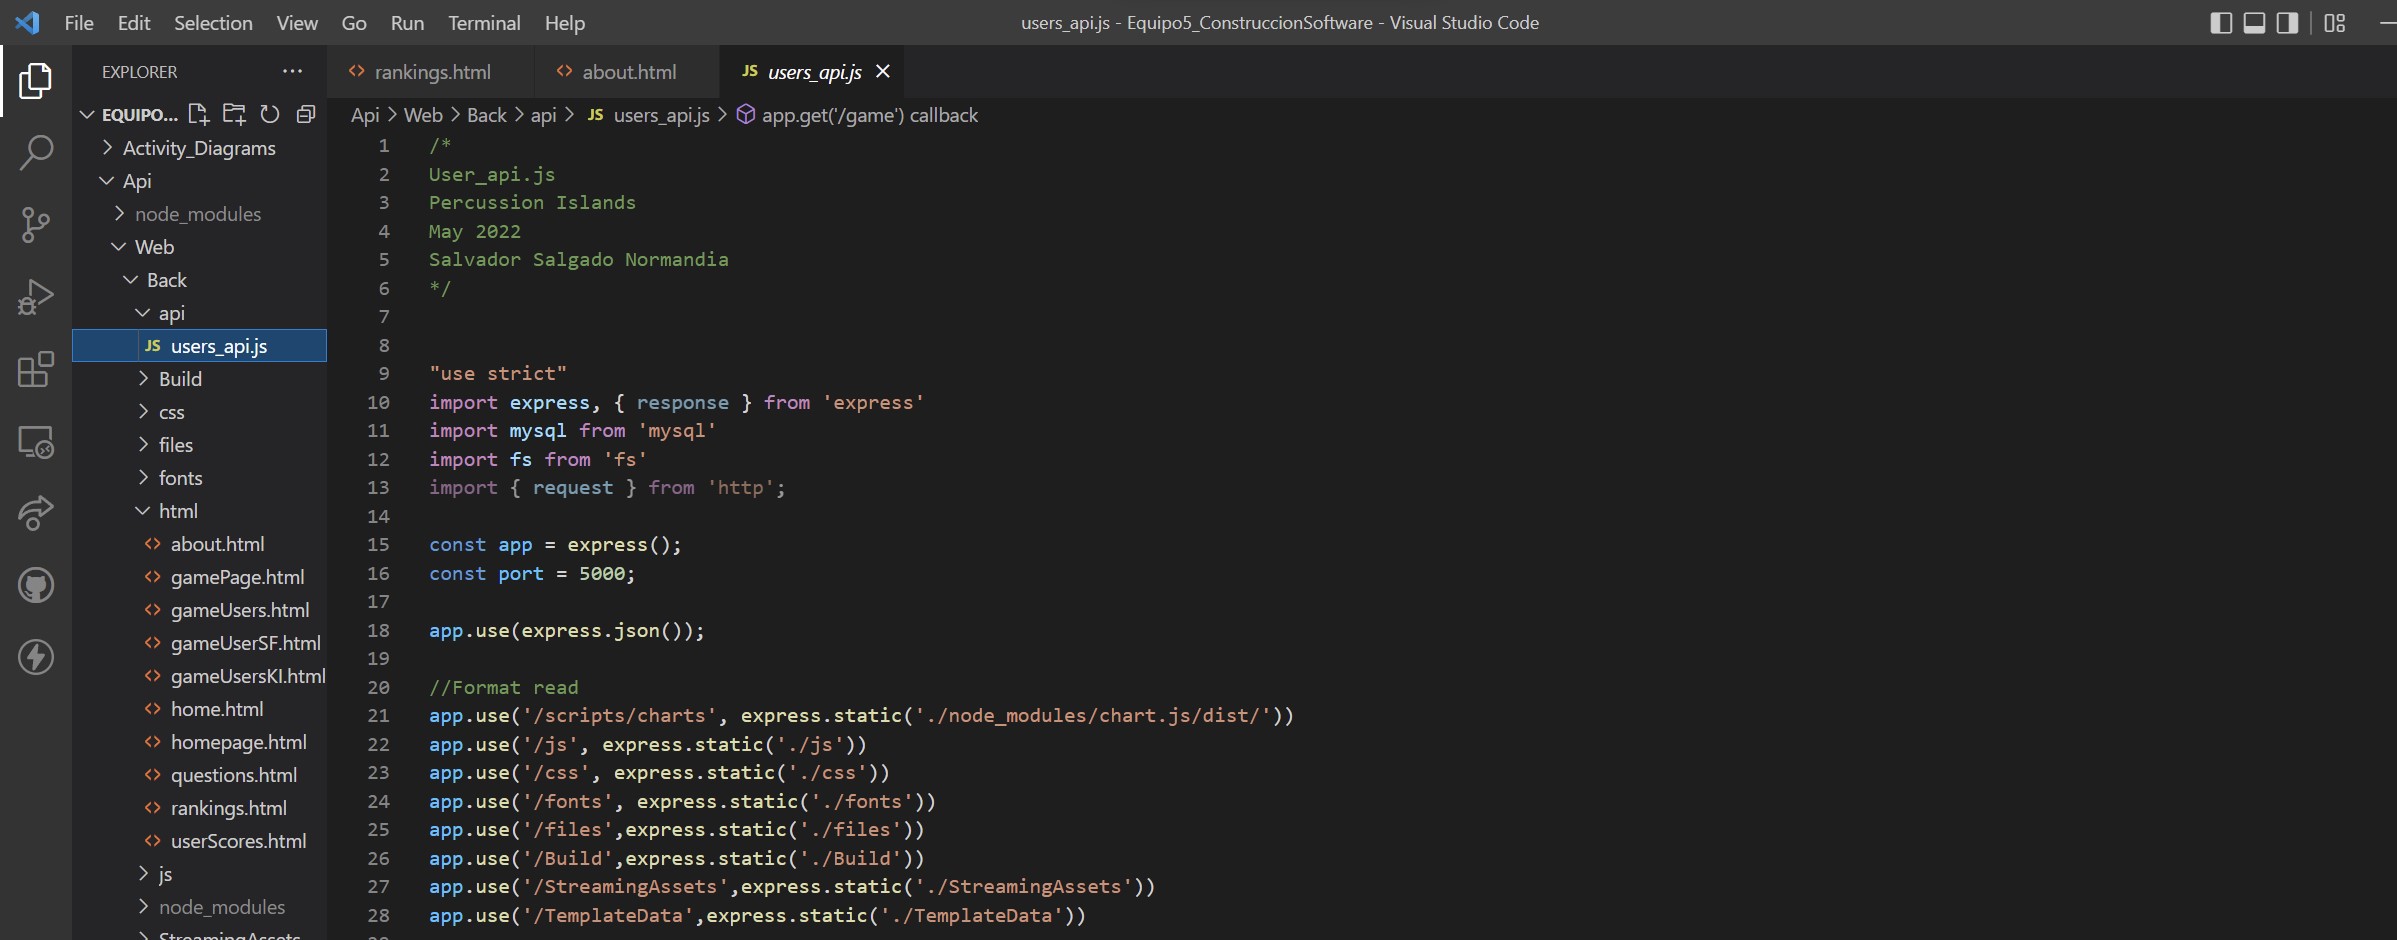 File Edit Selection View Go Run Terminal Help
users_api.js - Equipo5_ConstruccionSoftware - Visual Studio Code
EXPLORER
EQUIPO...
Activity_Diagrams
Api
node_modules
Web
Back
api
JS users_api.js
Build
css
files
fonts
html
about.html
gamePage.html
gameUsers.html
gameUserSF.html
gameUsersKI.html
home.html
homepage.html
questions.html
rankings.html
userScores.html
js
node_modules
StreamingAssets
rankings.html about.html JS users_api.js
Api > Web > Back > api > JS users_api.js > app.get('/game') callback
1 /*
2 User_api.js
3 Percussion Islands
4 May 2022
5 Salvador Salgado Normandia
6 */
7
8
9 "use strict"
10 import express, { response } from 'express'
11 import mysql from 'mysql'
12 import fs from 'fs'
13 import { request } from 'http';
14
15 const app = express();
16 const port = 5000;
17
18 app.use(express.json());
19
20 //Format read
21 app.use('/scripts/charts', express.static('./node_modules/chart.js/dist/'))
22 app.use('/js', express.static('./js'))
23 app.use('/css', express.static('./css'))
24 app.use('/fonts', express.static('./fonts'))
25 app.use('/files',express.static('./files'))
26 app.use('/Build',express.static('./Build'))
27 app.use('/StreamingAssets',express.static('./StreamingAssets'))
28 app.use('/TemplateData',express.static('./TemplateData'))